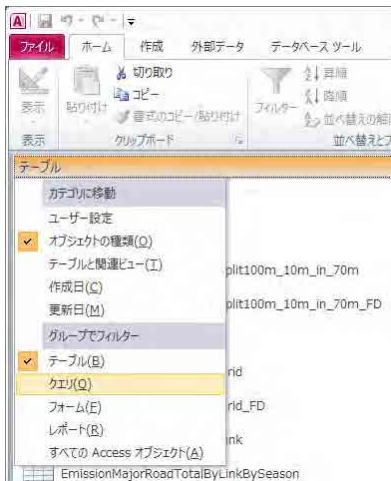 ファイル ホーム 作成 外部データ データベース ツール
表示
貼り付け
切り取り
コピー
書式のコピー/貼り付け
フィルター
昇順
降順
並べ替えの解
表示 クリップボード 並べ替えとフ
テーブル
カテゴリに移動
ユーザー設定
オブジェクトの種類(O)
テーブルと関連ビュー(T)
plit100m_10m_in_70m
作成日(C)
更新日(M)
plit100m_10m_in_70m_FD
グループでフィルター
テーブル(B)
rid
クエリ(Q)
フォーム(F)
rid_FD
レポート(R)
nk
すべての Access オブジェクト(A)
EmissionMajorRoadTotalByLinkBySeason